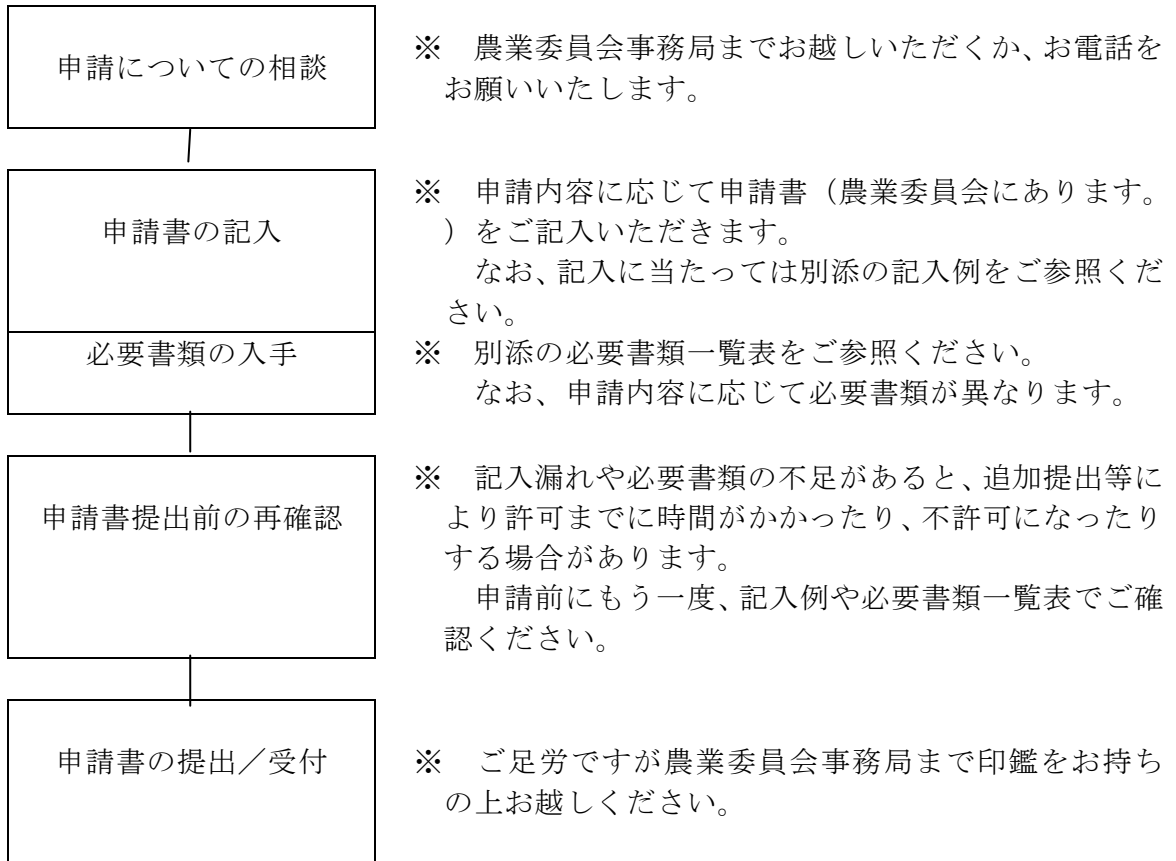 申請についての相談
※　農業委員会事務局までお越しいただくか、お電話を
お願いいたします。
申請書の記入
※　申請内容に応じて申請書（農業委員会にあります。
）をご記入いただきます。
なお、記入に当たっては別添の記入例をご参照くだ
さい。
必要書類の入手
※　別添の必要書類一覧表をご参照ください。
なお、申請内容に応じて必要書類が異なります。
申請書提出前の再確認
※　記入漏れや必要書類の不足があると、追加提出等に
より許可までに時間がかかったり、不許可になったり
する場合があります。
申請前にもう一度、記入例や必要書類一覧表でご確
認ください。
申請書の提出／受付
※　ご足労ですが農業委員会事務局まで印鑑をお持ち
の上お越しください。